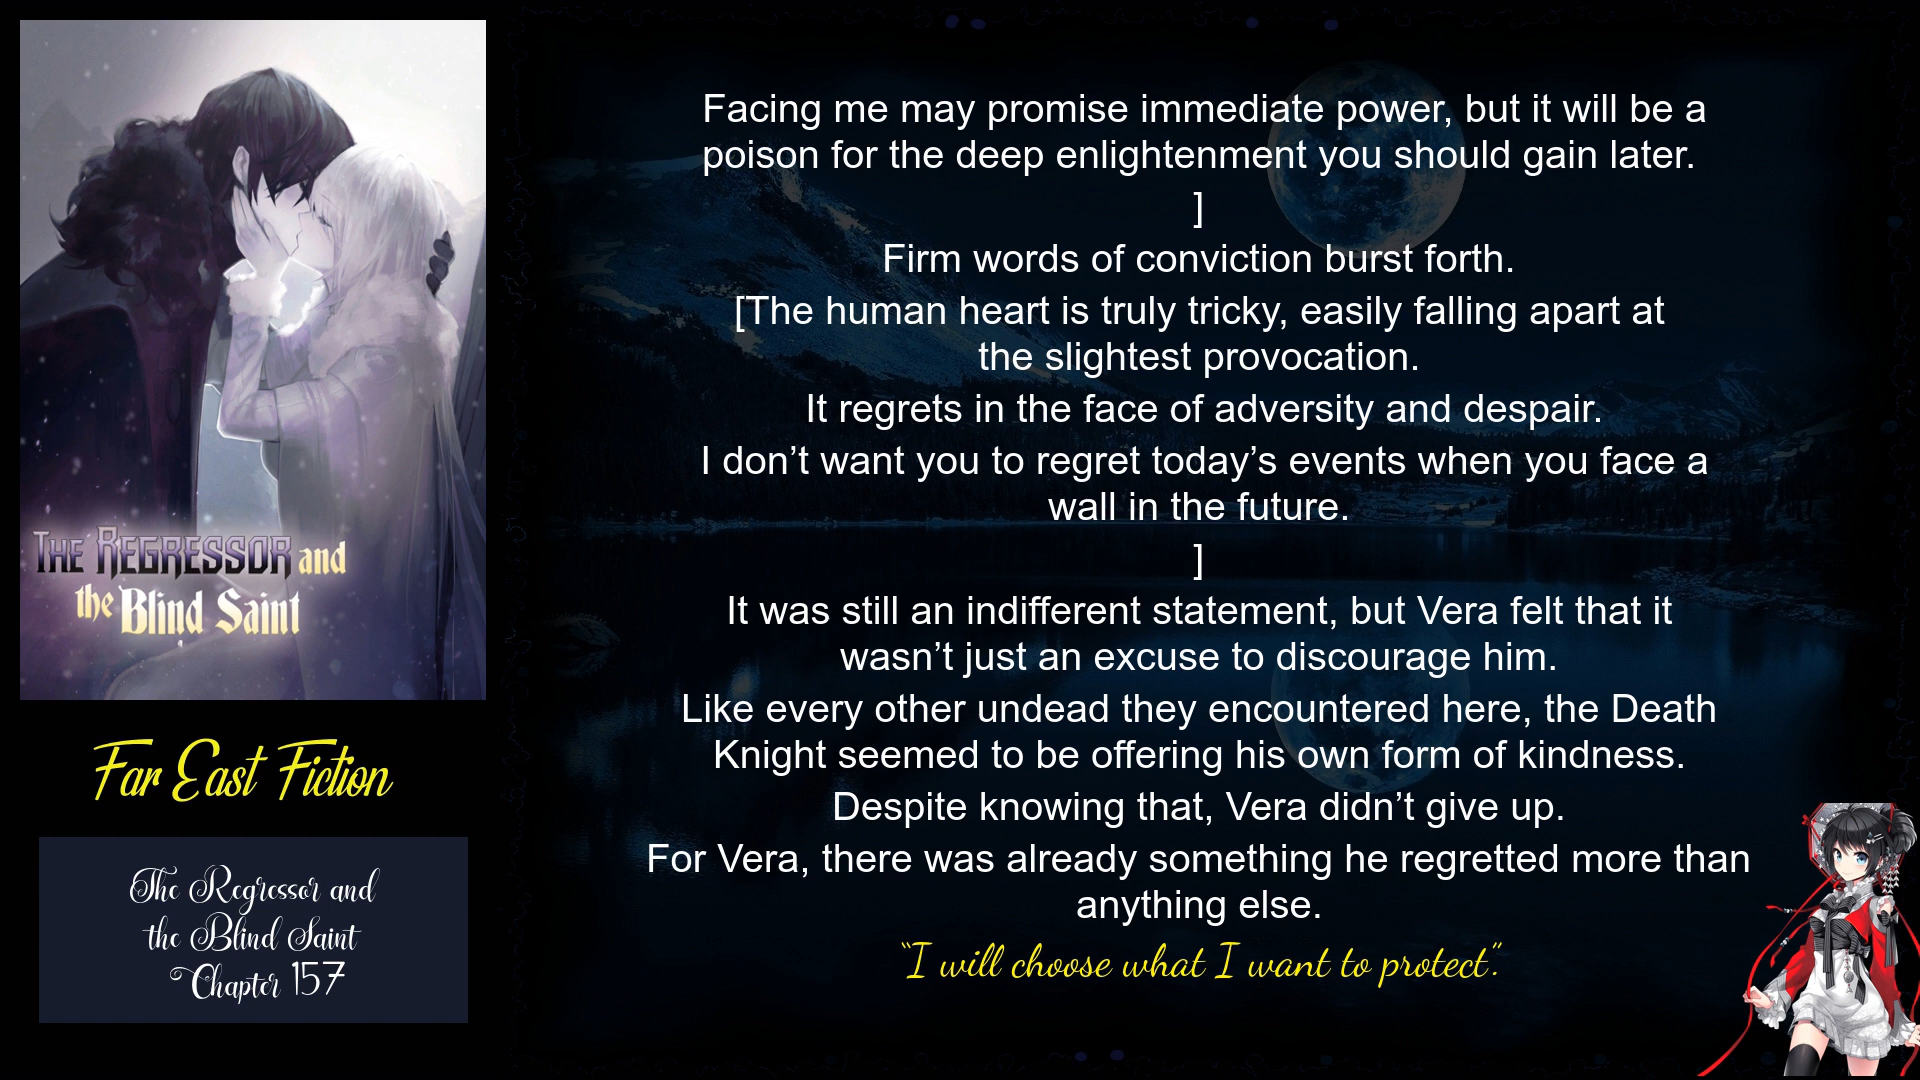 THE REGRESSOR and
the Blind Saint
Far East Fiction
The Regressor and
the Blind Saint
Chapter 157
Facing me may promise immediate power, but it will be a
poison for the deep enlightenment you should gain later.
]
Firm words of conviction burst forth.
[The human heart is truly tricky, easily falling apart at
the slightest provocation.
It regrets in the face of adversity and despair.
I don’t want you to regret today’s events when you face a
wall in the future.
]
It was still an indifferent statement, but Vera felt that it
wasn’t just an excuse to discourage him.
Like every other undead they encountered here, the Death
Knight seemed to be offering his own form of kindness.
Despite knowing that, Vera didn’t give up.
For Vera, there was already something he regretted more than
anything else.
“I will choose what I want to protect”.